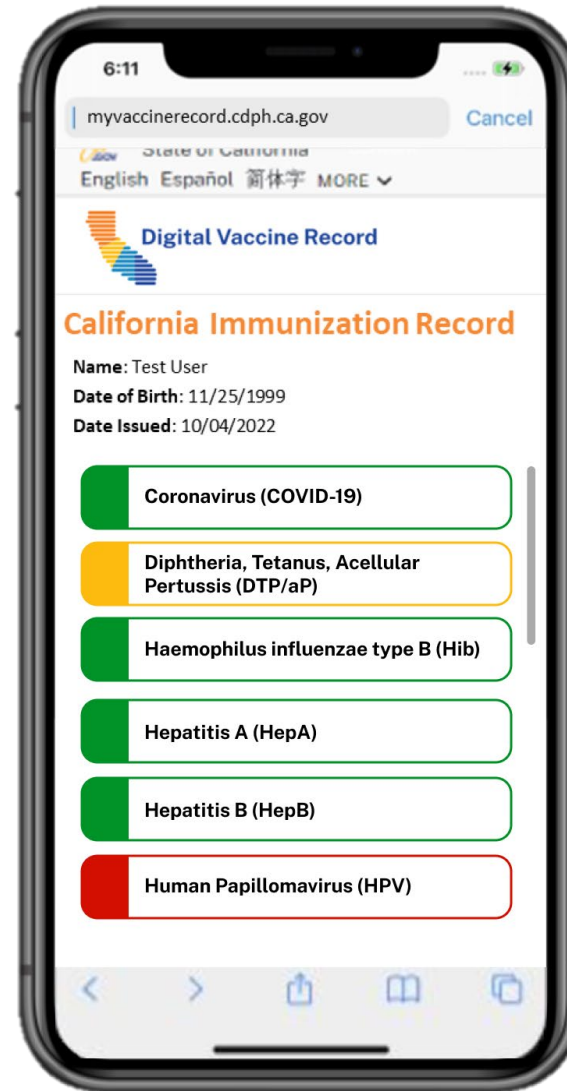 6:11
myvaccinerecord.cdph.ca.gov Cancel
State of California
English Español 简体字 MORE
Digital Vaccine Record
California Immunization Record
Name: Test User
Date of Birth: 11/25/1999
Date Issued: 10/04/2022
Coronavirus (COVID-19)
Diphtheria, Tetanus, Acellular
Pertussis (DTP/aP)
Haemophilus influenzae type B (Hib)
Hepatitis A (HepA)
Hepatitis B (HepB)
Human Papillomavirus (HPV)